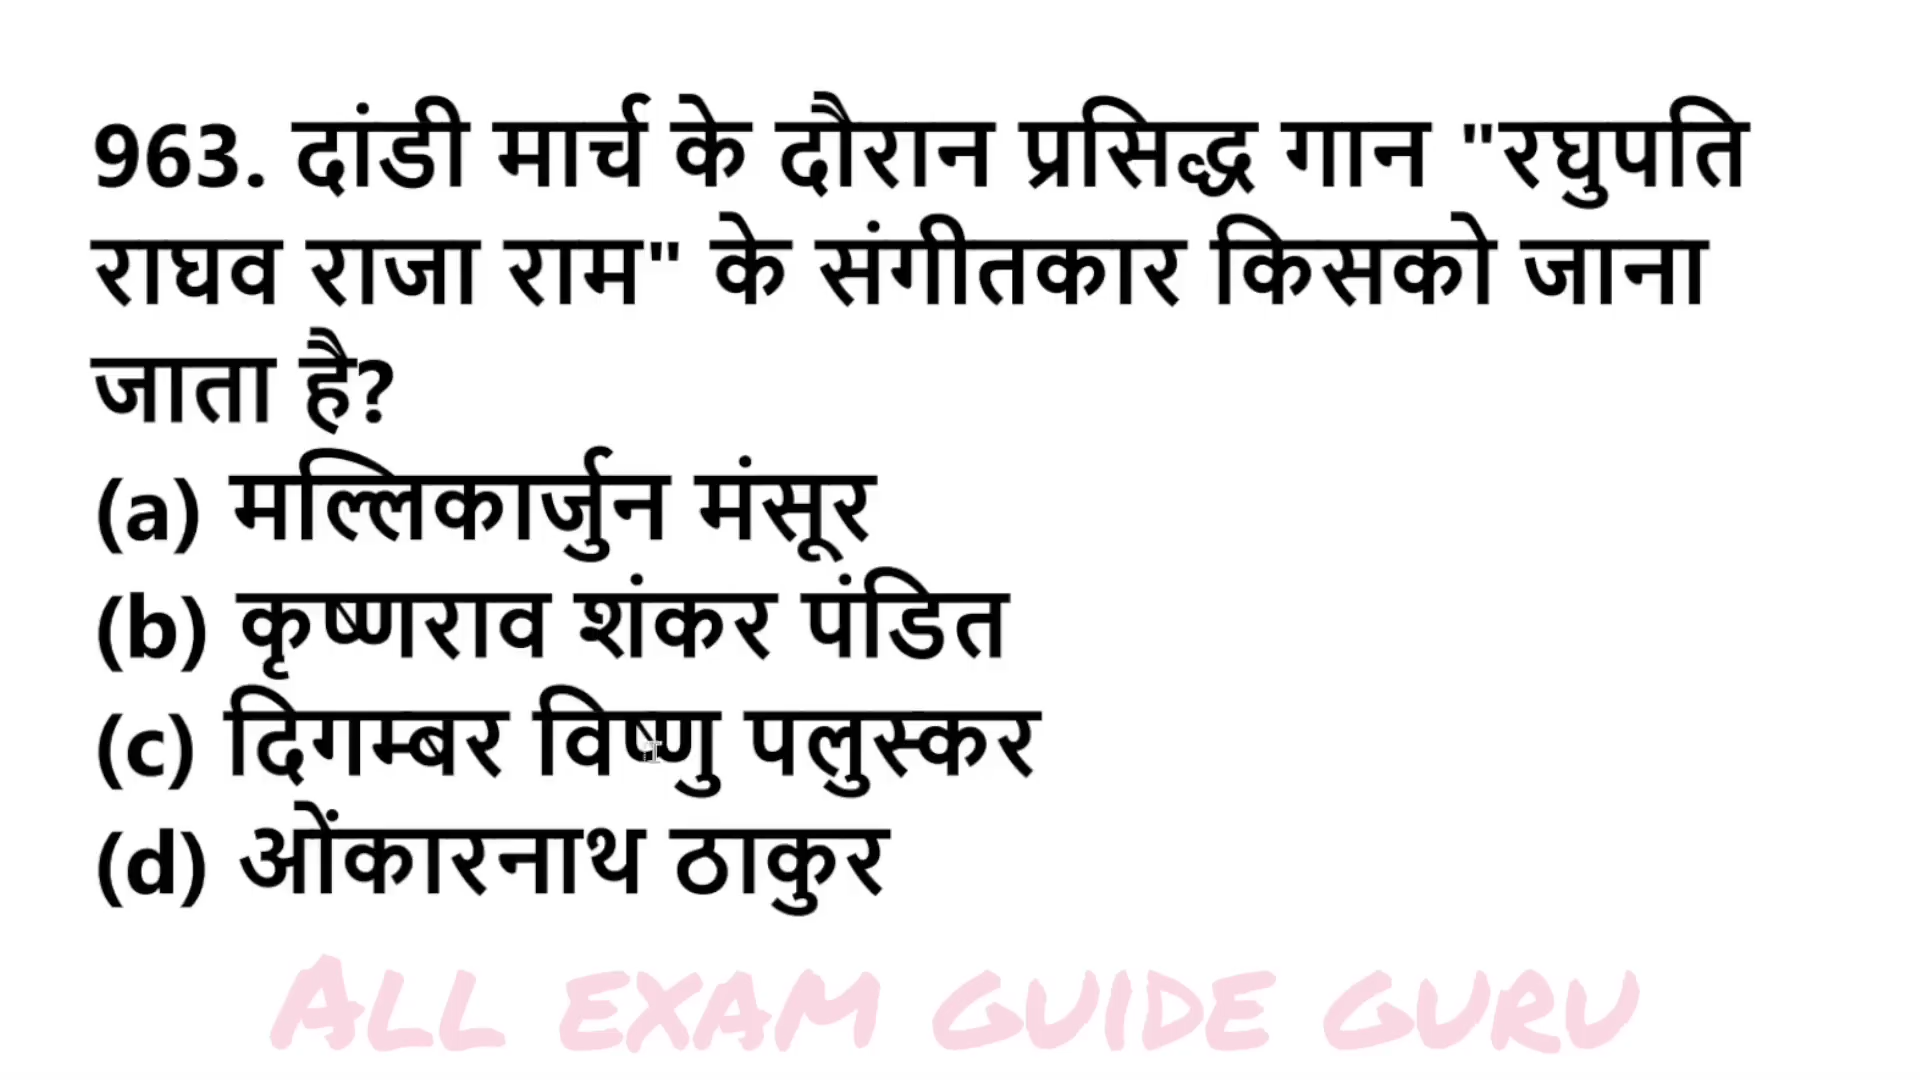 963. दांडी मार्च के दौरान प्रसिद्ध गान "रघुपति
राघव राजा राम" के संगीतकार किसको जाना
जाता है?
(a) मल्लिकार्जुन मंसूर
(b) कृष्णराव शंकर पंडित
(c) दिगम्बर विष्णु पलुस्कर
(d) ओंकारनाथ ठाकुर
ALL EXAM GUIDE GURU